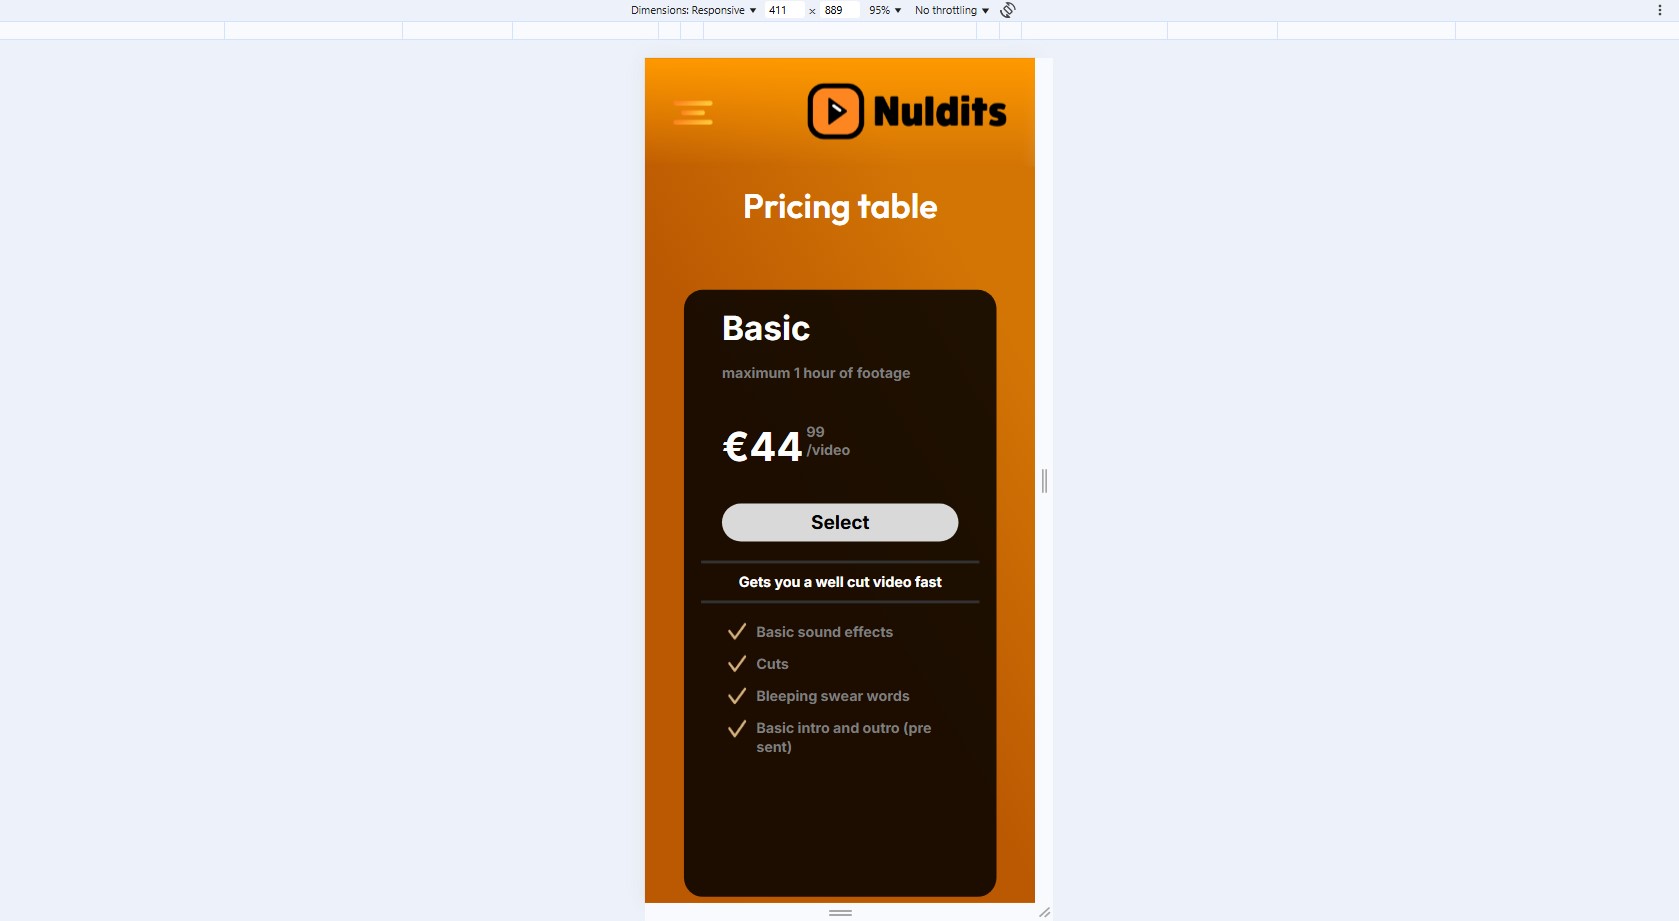 Dimensions: Responsive 411 x 889 95% No throttling
Nuldits
Pricing table
Basic
maximum 1 hour of footage
€44 99
/video
Select
Gets you a well cut video fast
Basic sound effects
Cuts
Bleeping swear words
Basic intro and outro (pre
sent)